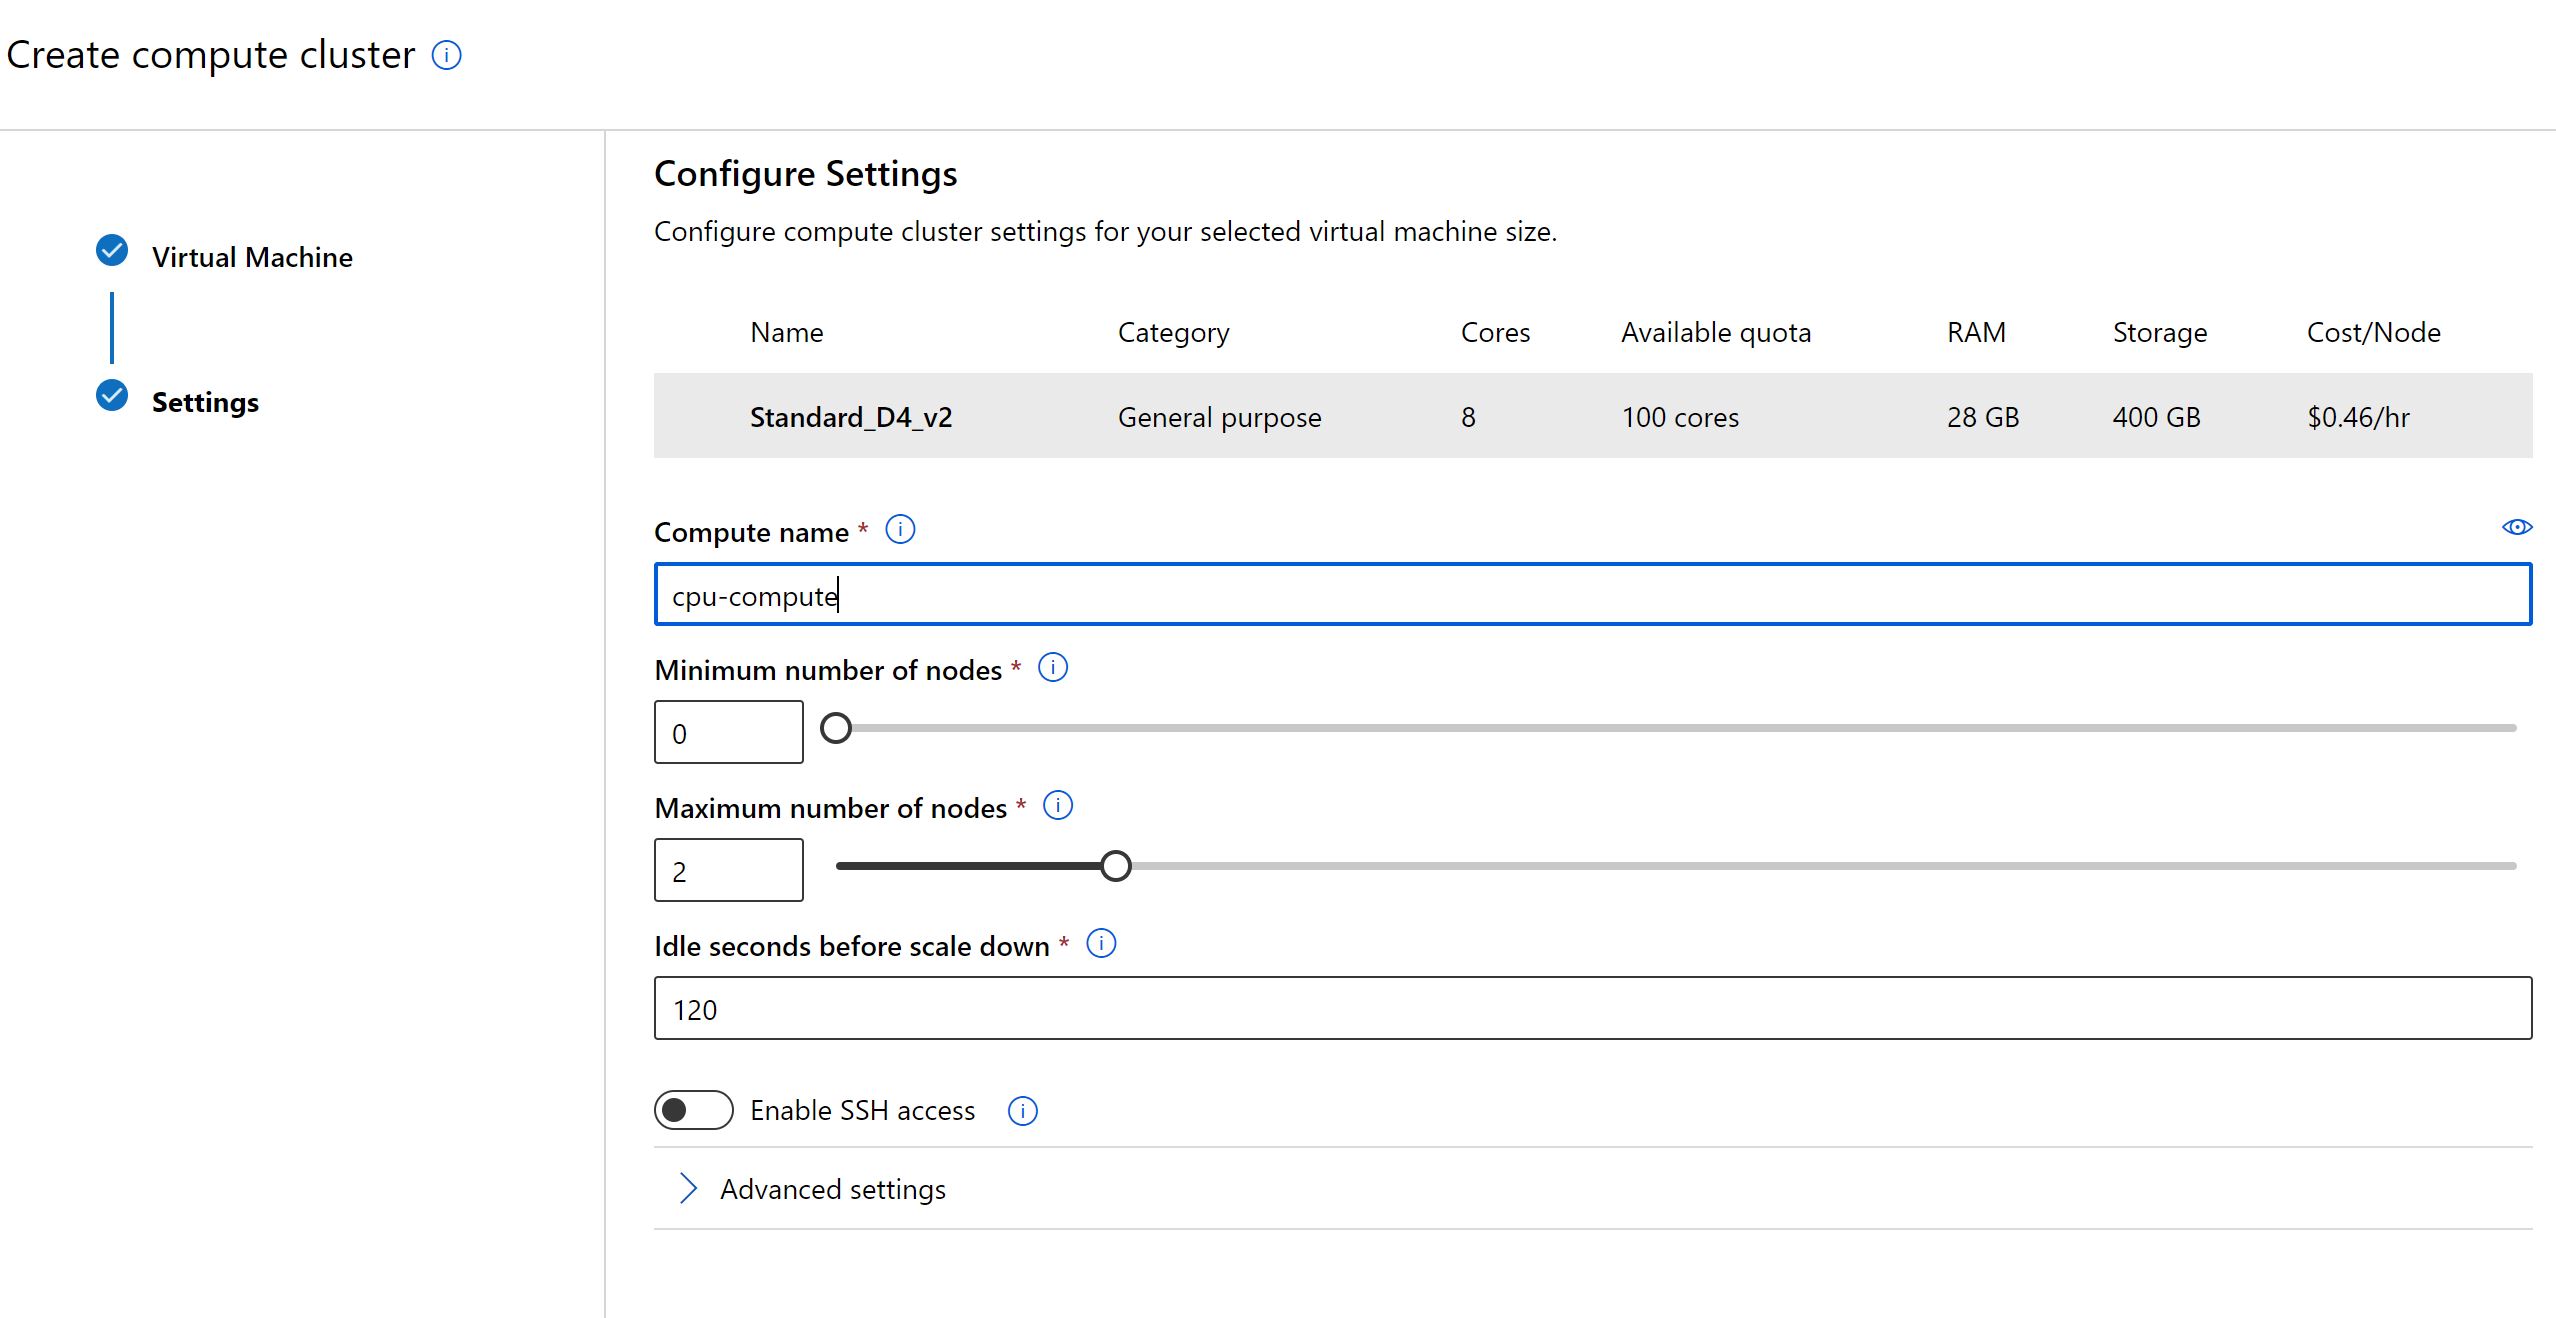 Create compute cluster
Virtual Machine
Settings
Configure Settings
Configure compute cluster settings for your selected virtual machine size.
Name Category Cores Available quota RAM Storage Cost/Node
Standard_D4_v2 General purpose 8 100 cores 28 GB 400 GB $0.46/hr
Compute name *
cpu-compute
Minimum number of nodes *
0
Maximum number of nodes *
2
Idle seconds before scale down *
120
Enable SSH access
Advanced settings